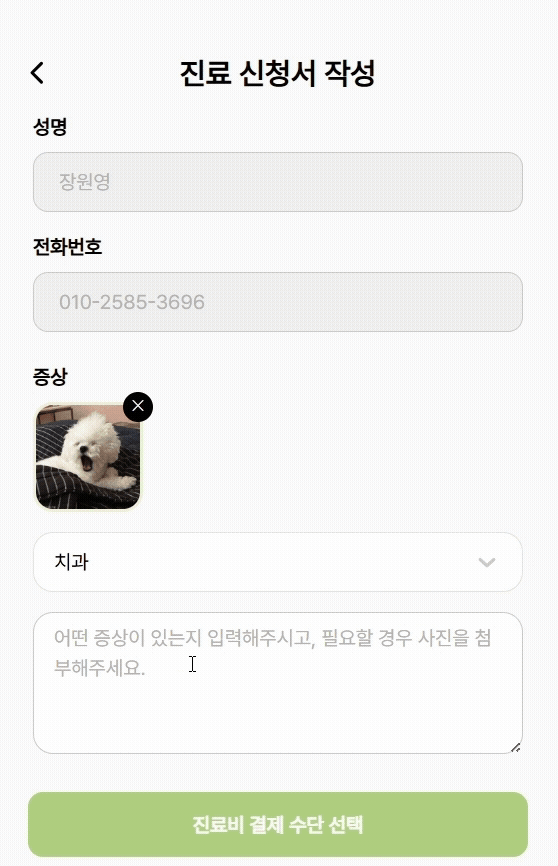 진료 신청서 작성
성명
장원영
전화번호
010-2585-3696
증상
치과
어떤 증상이 있는지 입력해주시고, 필요할 경우 사진을 첨
부해주세요.
진료비 결제 수단 선택